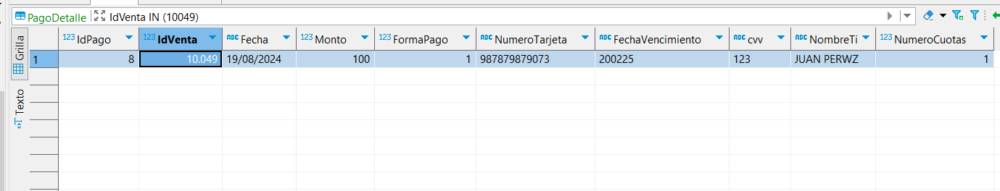 PagoDetalle IdVenta IN (10049)
Grilla
Texto
123 IdPago 123 IdVenta ABC Fecha 123 Monto 123 FormaPago ABC NumeroTarjeta ABC FechaVencimiento ABC cvv ABC NombreTi 123 NumeroCuotas
1 8 10.049 19/08/2024 100 1 987879879073 200225 123 JUAN PERWZ 1